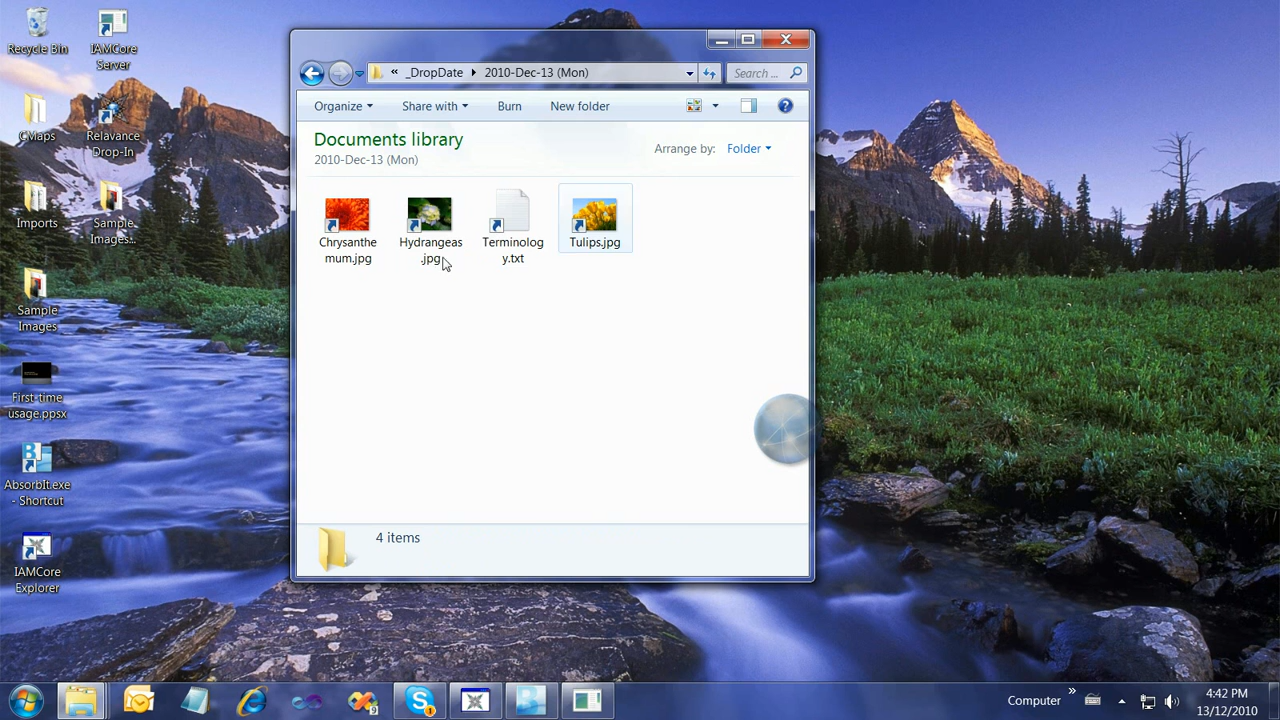 Recycle Bin
IAMCore
Server
CMaps
Relavance
Drop-In
Imports
Sample
Images...
Sample
Images
First-time
usage.ppsx
AbsorbIt.exe
- Shortcut
IAMCore
Explorer
« _DropDate 2010-Dec-13 (Mon)
Search ...
Organize Share with Burn New folder
Documents library
2010-Dec-13 (Mon)
Arrange by: Folder
Chrysanthe
mum.jpg
Hydrangeas
.jpg
Terminolog
y.txt
Tulips.jpg
4 items
Computer »
4:42 PM
13/12/2010